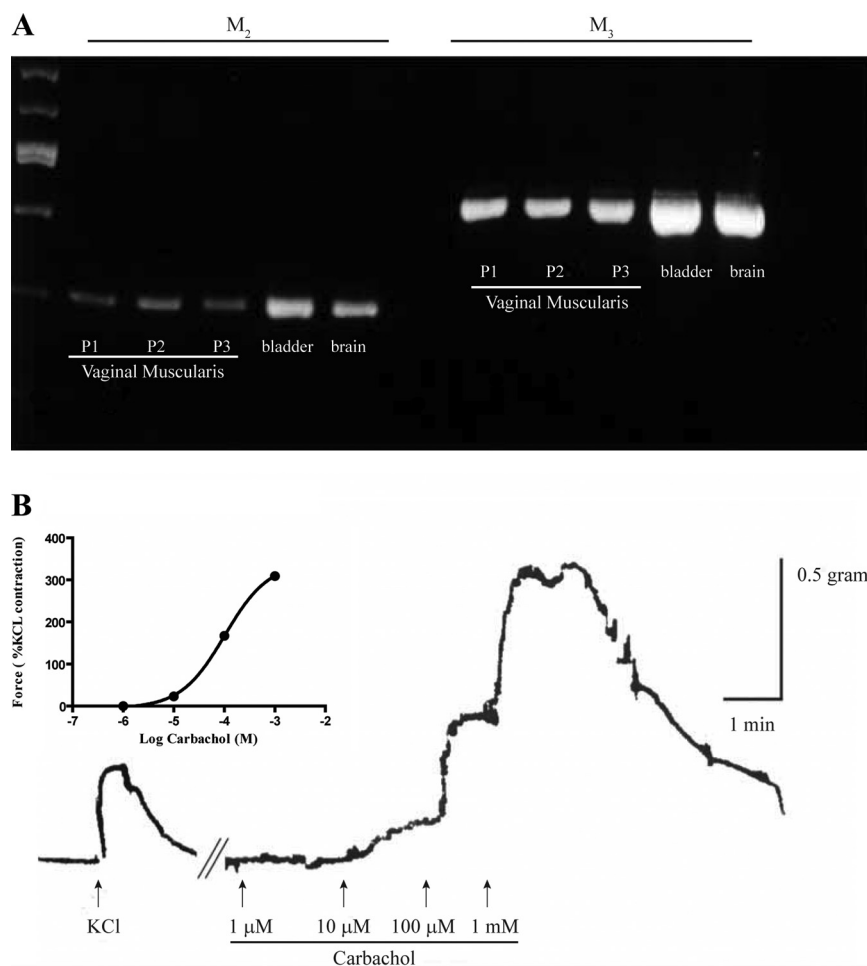 A
M₂ M₃
P1 P2 P3 bladder brain
Vaginal Muscularis
P1 P2 P3 bladder brain
Vaginal Muscularis
B
400
300
200
100
0
Force ( %KCL contraction)
-7 -6 -5 -4 -3 -2
Log Carbachol (M)
0.5 gram
1 min
KCl 1 μM 10 μM 100 μM 1 mM
Carbachol